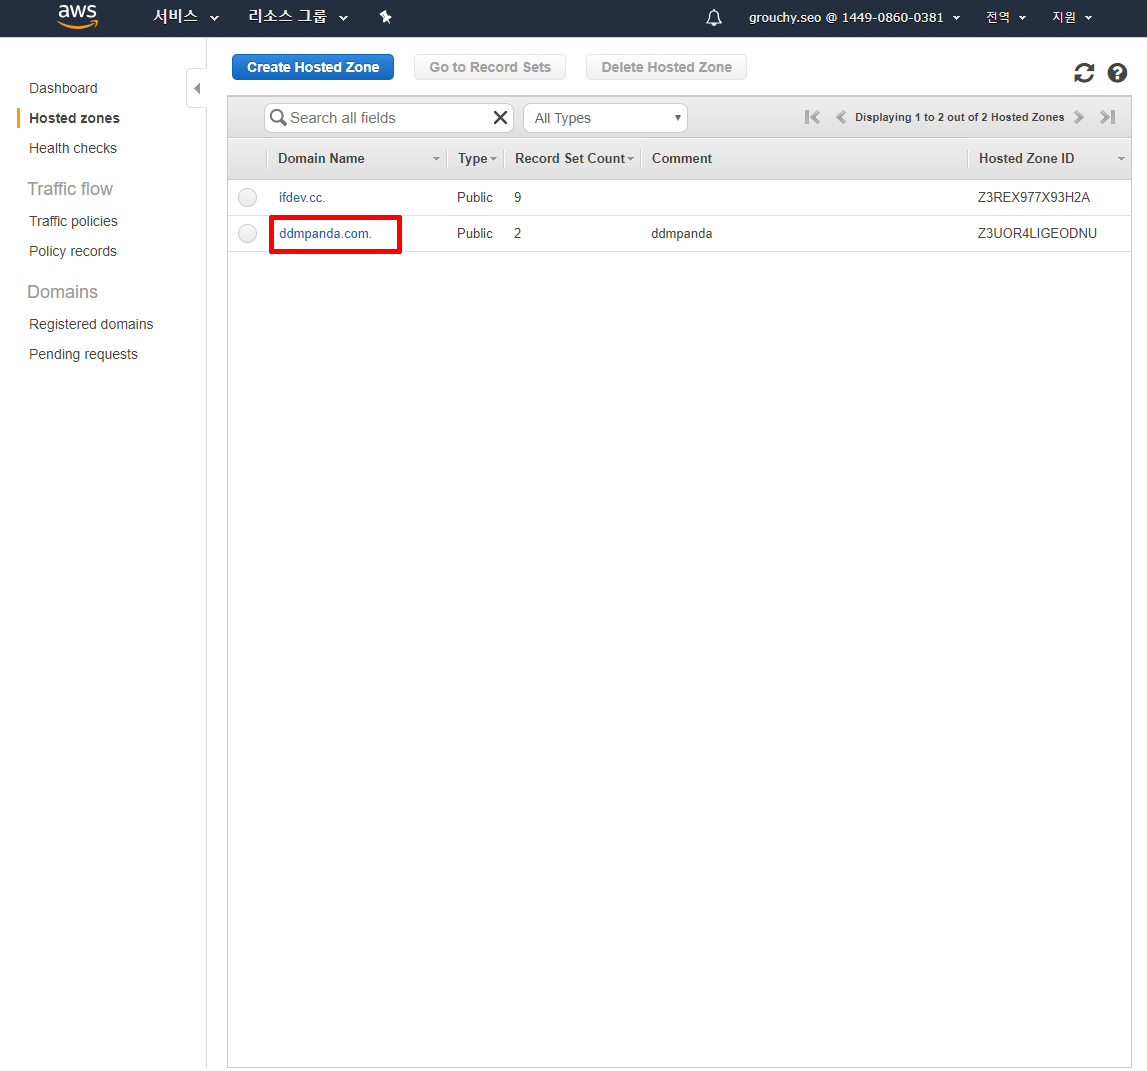 aws 서비스 리소스 그룹 grouchy.seo @ 1449-0860-0381 전역 지원
Dashboard
Hosted zones
Health checks
Traffic flow
Traffic policies
Policy records
Domains
Registered domains
Pending requests
Create Hosted Zone Go to Record Sets Delete Hosted Zone
Search all fields All Types Displaying 1 to 2 out of 2 Hosted Zones
Domain Name Type Record Set Count Comment Hosted Zone ID
ifdev.cc. Public 9 Z3REX977X93H2A
ddmpanda.com. Public 2 ddmpanda Z3UOR4LIGEODNU